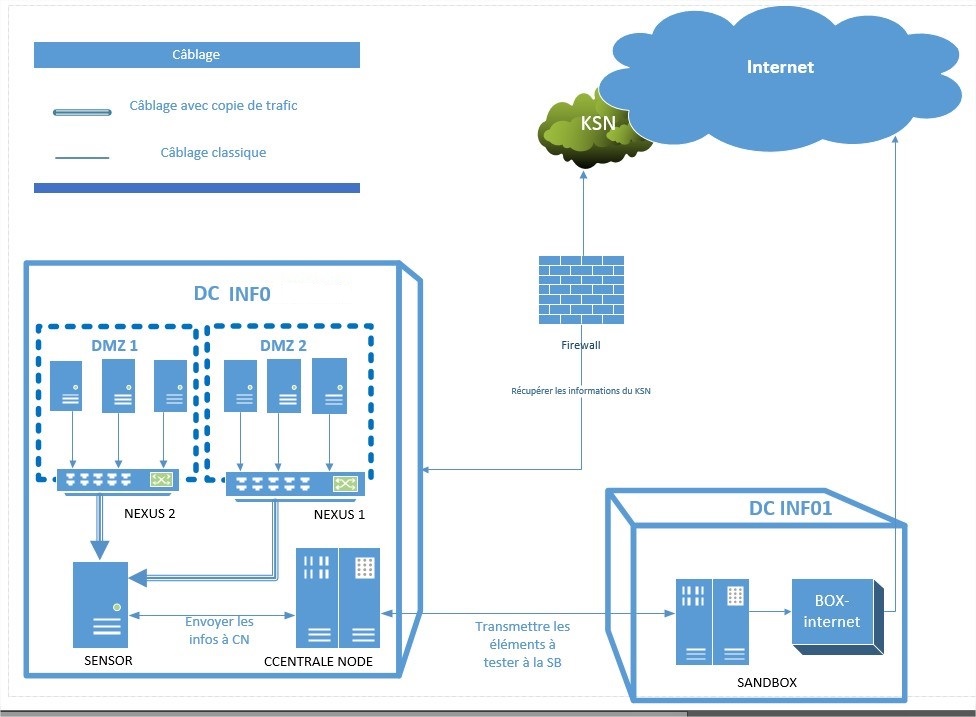 Câblage
Câblage avec copie de trafic
Câblage classique
Internet
KSN
Firewall
Récupérer les informations du KSN
DC INF0
DMZ 1
DMZ 2
NEXUS 2
NEXUS 1
Envoyer les
infos à CN
SENSOR
CCENTRALE NODE
Transmettre les
éléments à
tester à la SB
DC INF01
BOX-
internet
SANDBOX